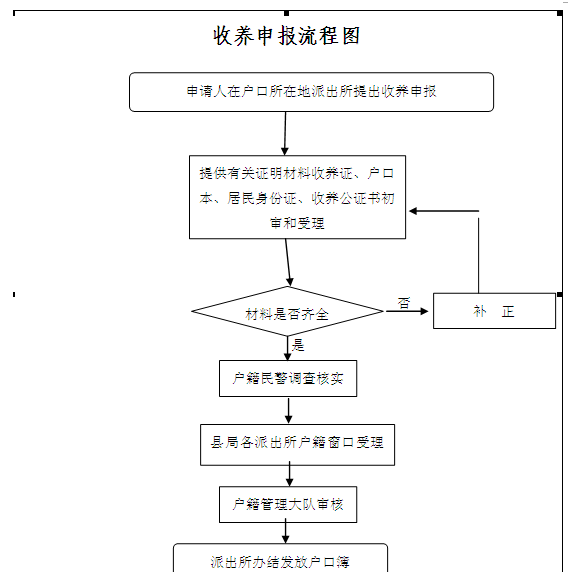 收养申报流程图
申请人在户口所在地派出所提出收养申报
提供有关证明材料收养证、户口
本、居民身份证、收养公证书初
审和受理
材料是否齐全
否
补 正
是
户籍民警调查核实
县局各派出所户籍窗口受理
户籍管理大队审核
派出所办结发放户口簿